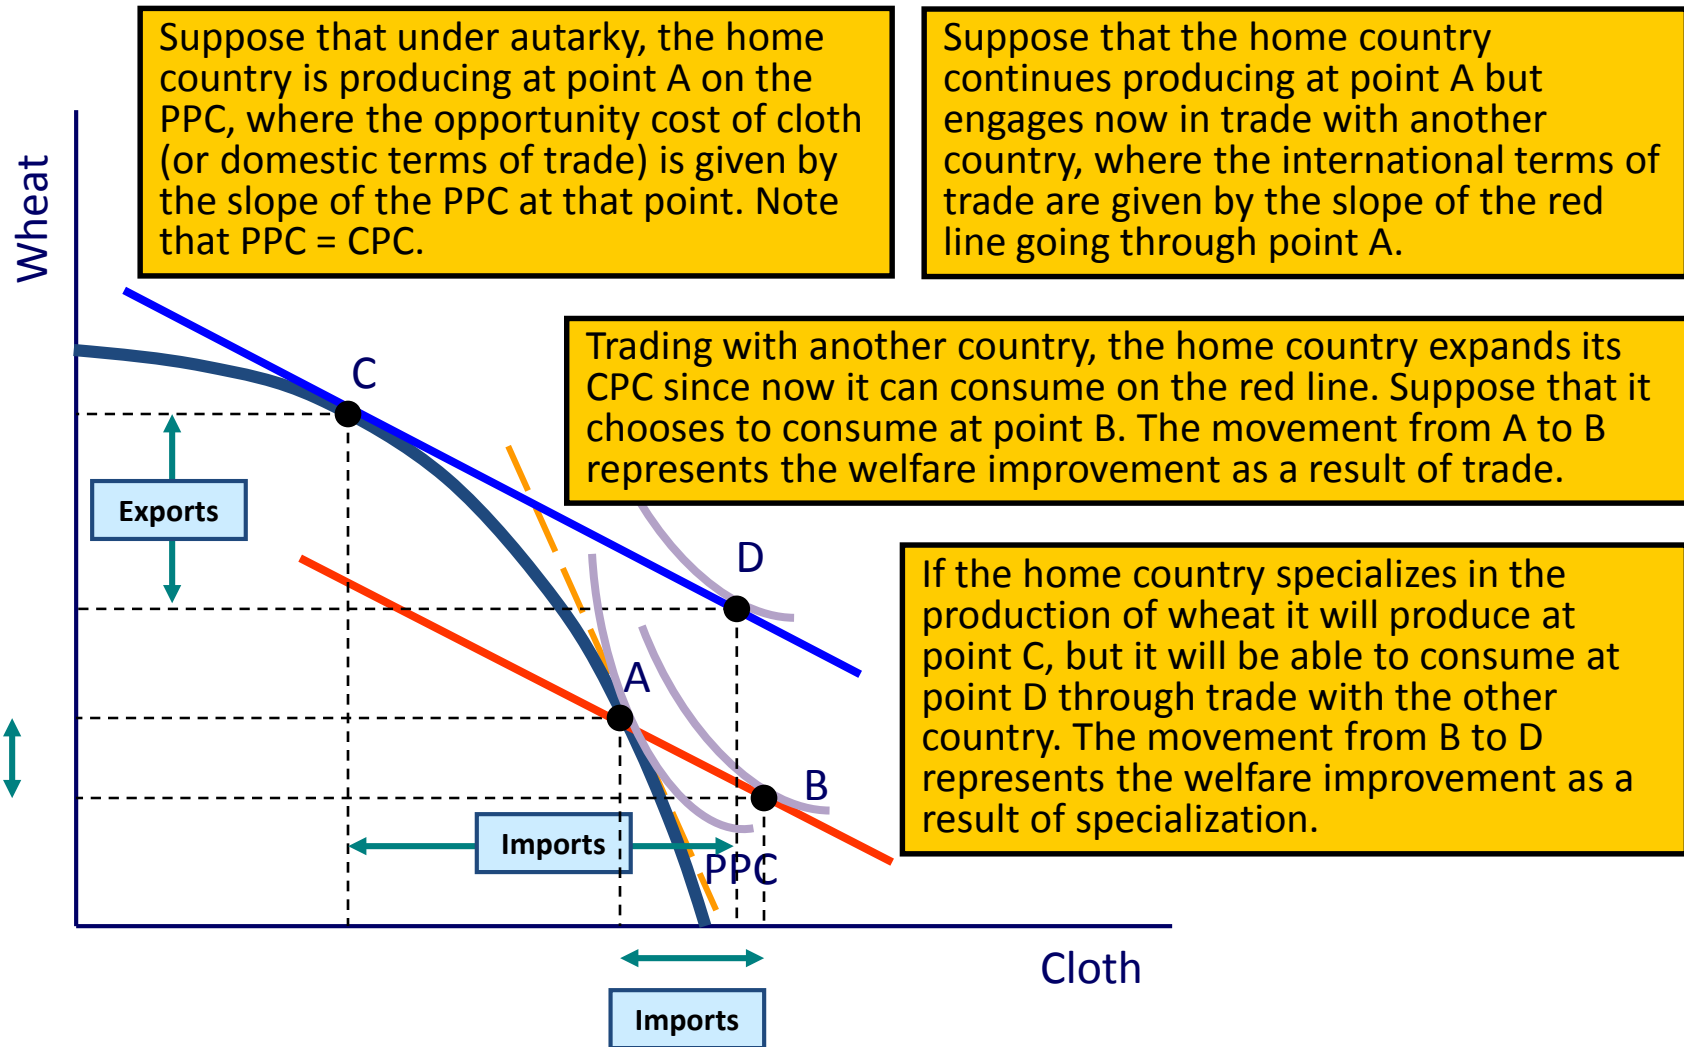 Suppose that under autarky, the home
country is producing at point A on the
PPC, where the opportunity cost of cloth
(or domestic terms of trade) is given by
the slope of the PPC at that point. Note
that PPC = CPC.
Suppose that the home country
continues producing at point A but
engages now in trade with another
country, where the international terms of
trade are given by the slope of the red
line going through point A.
Wheat
Trading with another country, the home country expands its
CPC since now it can consume on the red line. Suppose that it
chooses to consume at point B. The movement from A to B
represents the welfare improvement as a result of trade.
C
Exports
D
If the home country specializes in the
production of wheat it will produce at
point C, but it will be able to consume at
point D through trade with the other
country. The movement from B to D
represents the welfare improvement as a
result of specialization.
A
B
Imports
PPC
Cloth
Imports